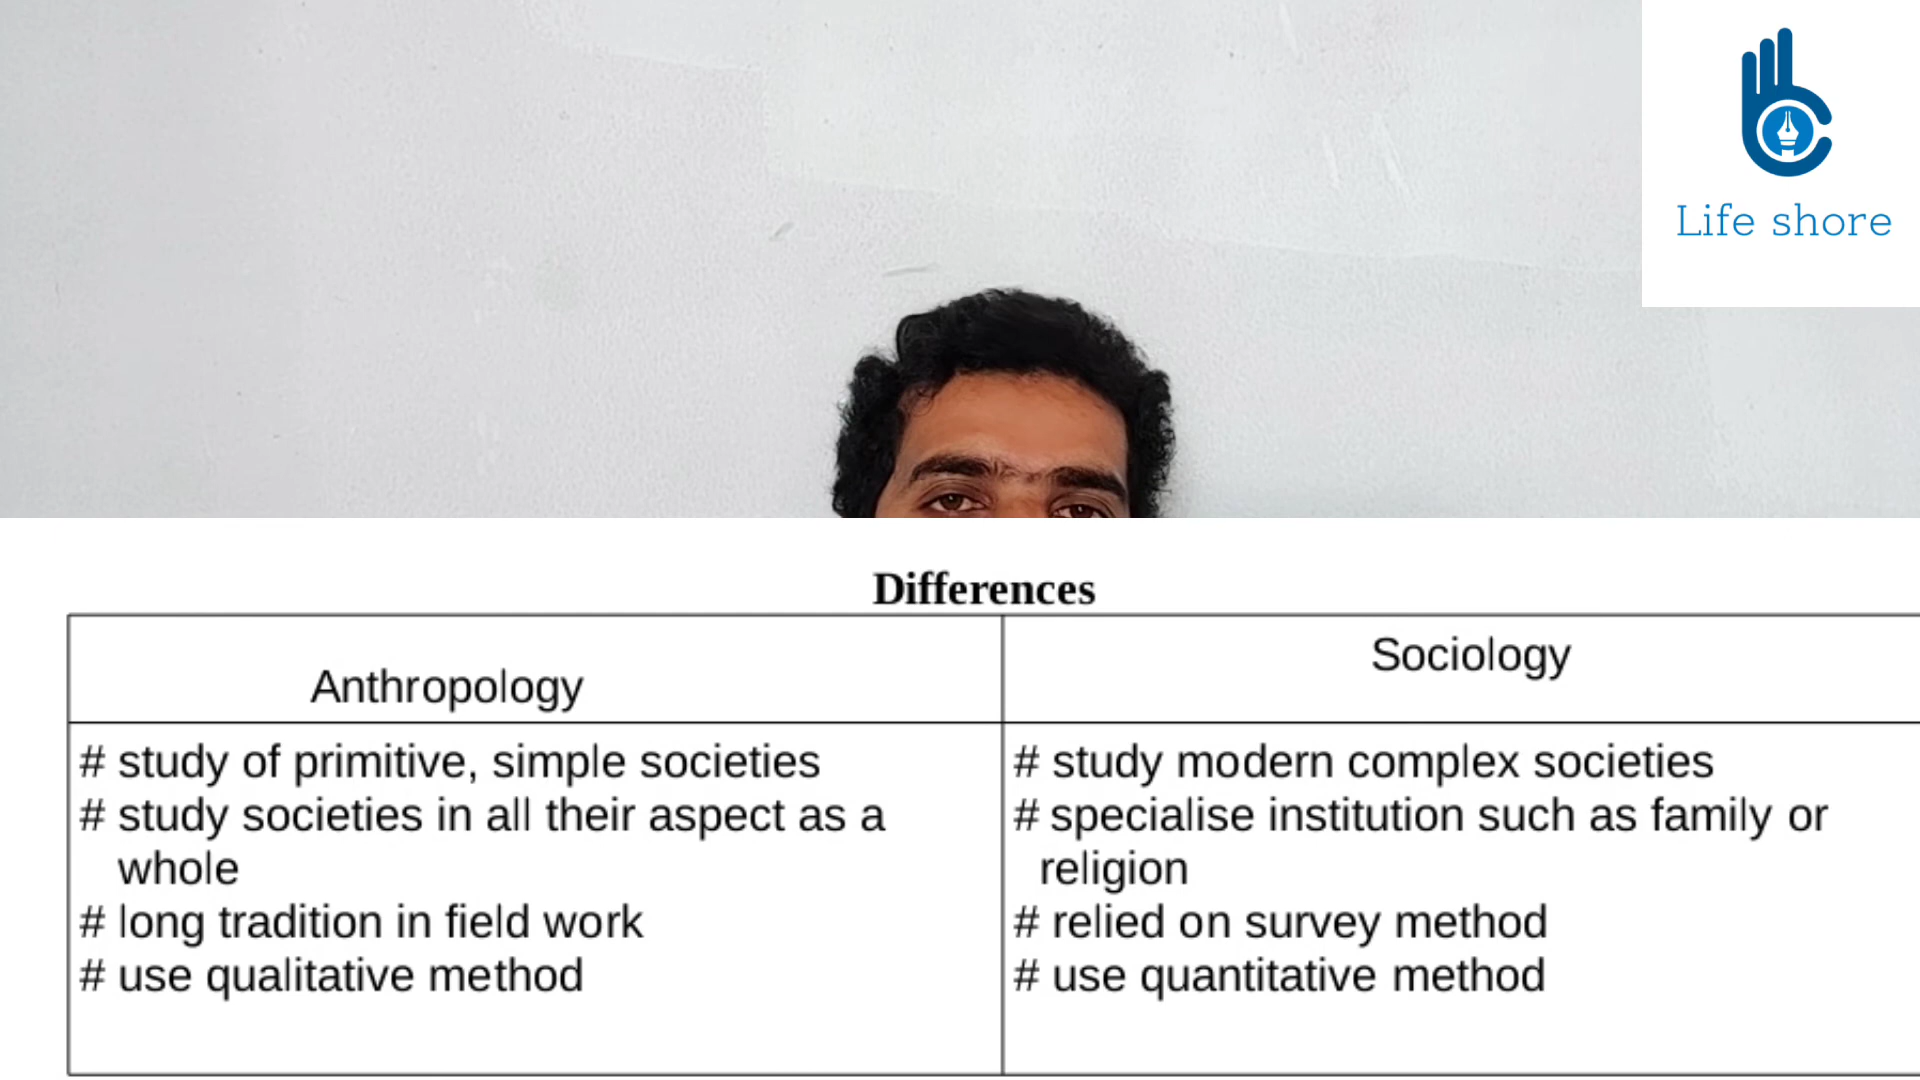 Life shore
Differences
Anthropology
Sociology
# study of primitive, simple societies
# study societies in all their aspect as a
whole
# long tradition in field work
# use qualitative method
# study modern complex societies
# specialise institution such as family or
religion
# relied on survey method
# use quantitative method